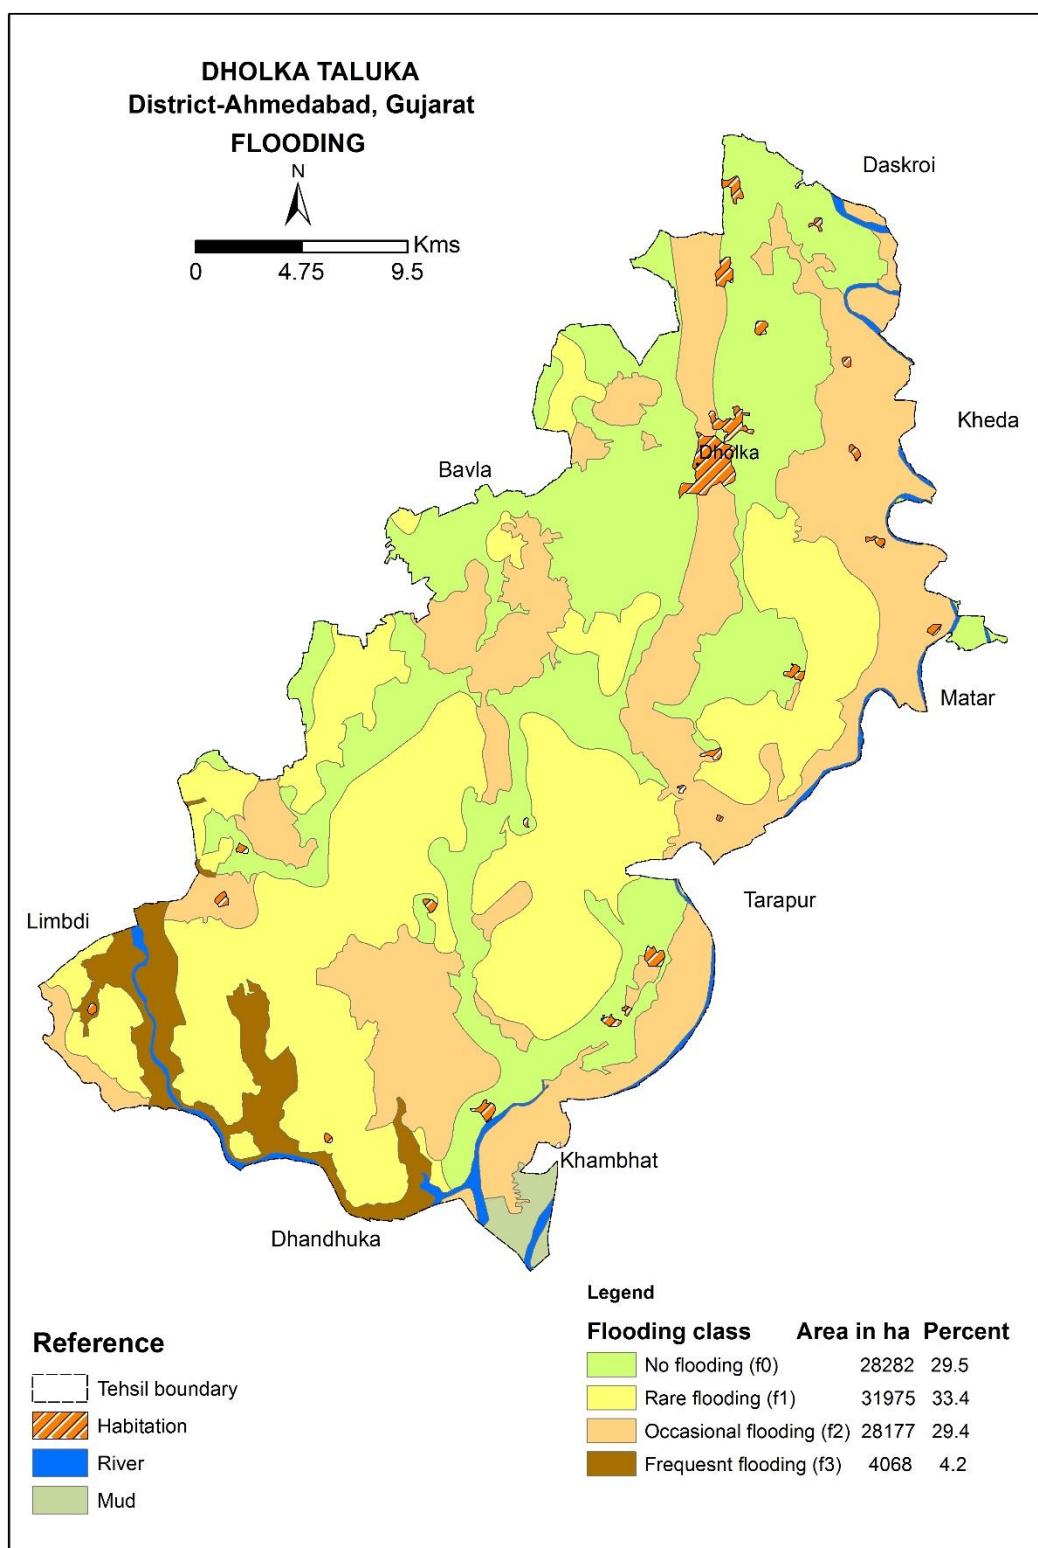 DHOLKA TALUKA
District-Ahmedabad, Gujarat
FLOODING
N
Kms
0 4.75 9.5
Daskroi
Kheda
Dholka
Bavla
Matar
Tarapur
Limbdi
Khambhat
Dhandhuka
Legend
Flooding class Area in ha Percent
No flooding (f0) 28282 29.5
Rare flooding (f1) 31975 33.4
Occasional flooding (f2) 28177 29.4
Frequesnt flooding (f3) 4068 4.2
Reference
Tehsil boundary
Habitation
River
Mud